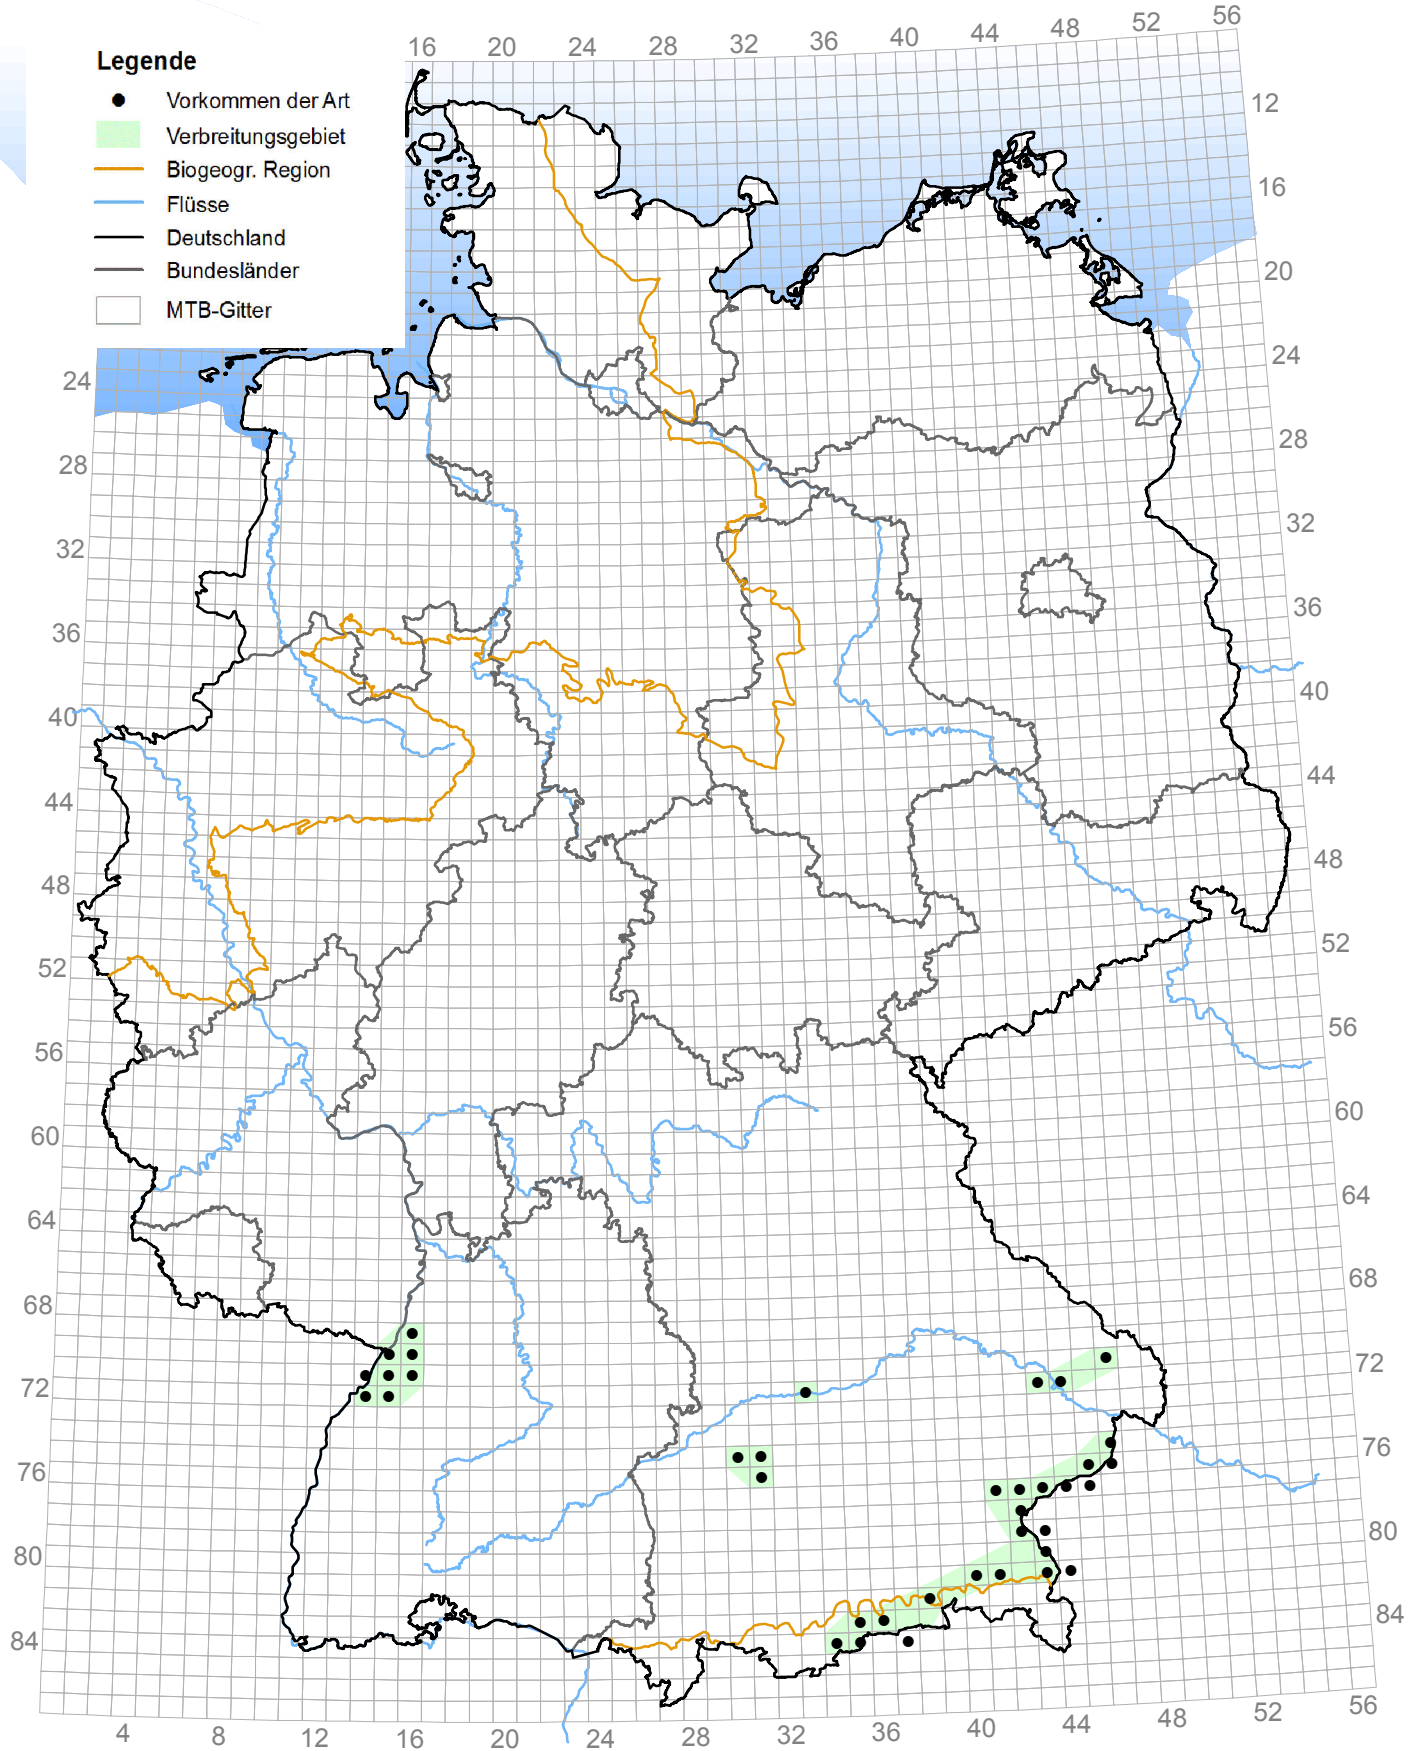 16 20 24 28 32 36 40 44 48 52 56
Legende
Vorkommen der Art
Verbreitungsgebiet
Biogeogr. Region
Flüsse
Deutschland
Bundesländer
MTB-Gitter
12
16
20
24 24
28 28
32 32
36 36
40 40
44 44
48 48
52 52
56 56
60 60
64 64
68 68
72 72
76 76
80 80
84 84
4 8 12 16 20 24 28 32 36 40 44 48 52 56